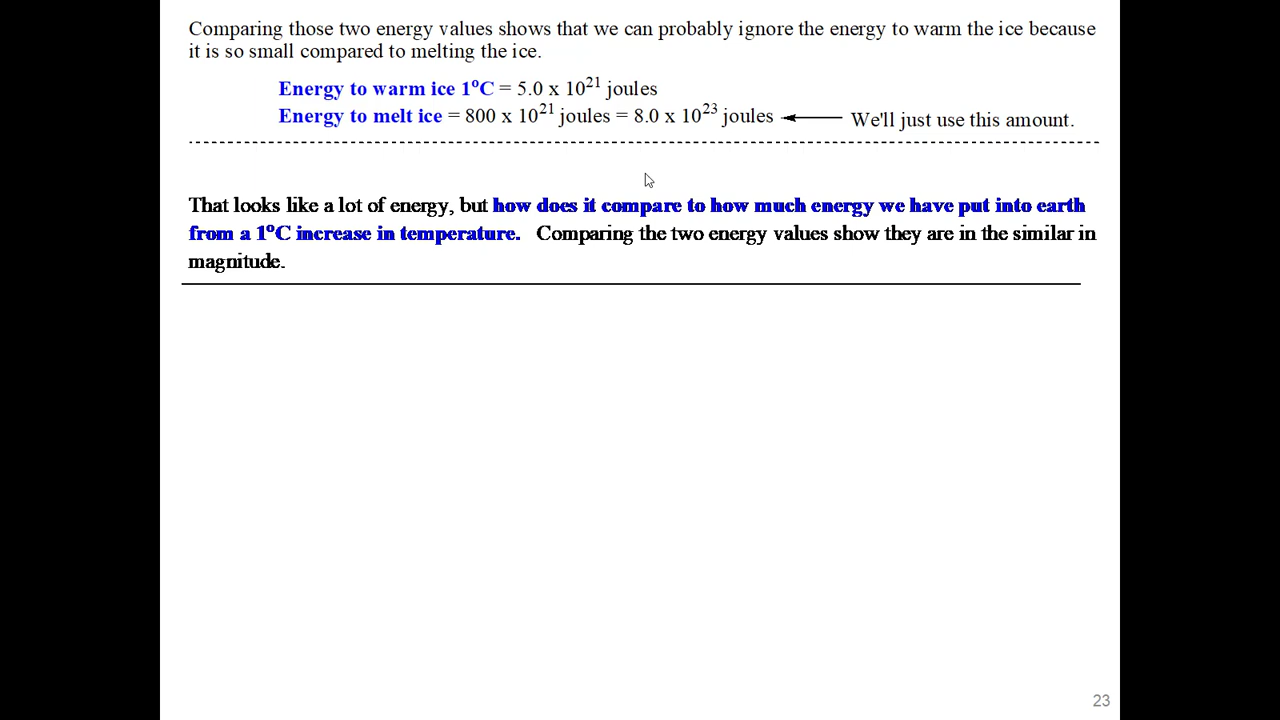 Comparing those two energy values shows that we can probably ignore the energy to warm the ice because
it is so small compared to melting the ice.
Energy to warm ice 1⁰C = 5.0 x 10²¹ joules
Energy to melt ice = 800 x 10²¹ joules = 8.0 x 10²³ joules ← We'll just use this amount.
That looks like a lot of energy, but how does it compare to how much energy we have put into earth
from a 1⁰C increase in temperature. Comparing the two energy values show they are in the similar in
magnitude.
23